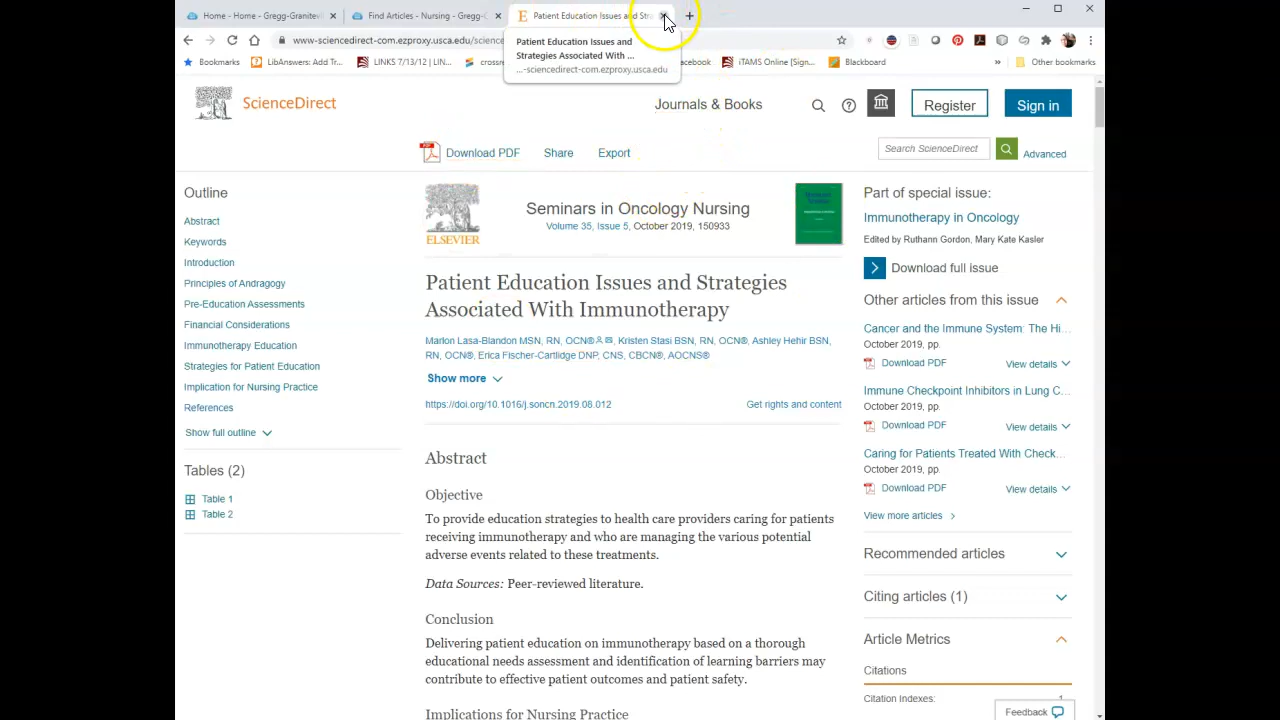 Home - Home - Gregg-Granitev
Find Articles - Nursing - Gregg-G
Patient Education Issues and Stra
www-sciencedirect-com.ezproxy.usca.edu/science
Patient Education Issues and
Strategies Associated With ...
...-sciencedirect-com.ezproxy.usca.edu
Bookmarks
LibAnswers: Add Tr...
LINKS 7/13/12 | LIN...
crossre
acebook
iTAMS Online [Sign...
Blackboard
»
Other bookmarks
ScienceDirect
Journals & Books
Register
Sign in
Download PDF
Share
Export
Search ScienceDirect
Advanced
Outline
Abstract
Keywords
Introduction
Principles of Andragogy
Pre-Education Assessments
Financial Considerations
Immunotherapy Education
Strategies for Patient Education
Implication for Nursing Practice
References
Show full outline
Tables (2)
Table 1
Table 2
ELSEVIER
Seminars in Oncology Nursing
Volume 35, Issue 5, October 2019, 150933
Patient Education Issues and Strategies
Associated With Immunotherapy
Marlon Lasa-Blandon MSN, RN, OCN®, Kristen Stasi BSN, RN, OCN®, Ashley Hehir BSN,
RN, OCN®, Erica Fischer-Cartlidge DNP, CNS, CBCN®, AOCNS®
Show more
https://doi.org/10.1016/j.soncn.2019.08.012
Get rights and content
Abstract
Objective
To provide education strategies to health care providers caring for patients
receiving immunotherapy and who are managing the various potential
adverse events related to these treatments.
Data Sources: Peer-reviewed literature.
Conclusion
Delivering patient education on immunotherapy based on a thorough
educational needs assessment and identification of learning barriers may
contribute to effective patient outcomes and patient safety.
Implications for Nursing Practice
Part of special issue:
Immunotherapy in Oncology
Edited by Ruthann Gordon, Mary Kate Kasler
Download full issue
Other articles from this issue
Cancer and the Immune System: The Hi...
October 2019, pp.
Download PDF
View details
Immune Checkpoint Inhibitors in Lung C...
October 2019, pp.
Download PDF
View details
Caring for Patients Treated With Check...
October 2019, pp.
Download PDF
View details
View more articles
Recommended articles
Citing articles (1)
Article Metrics
Citations
Citation Indexes:
1
Feedback